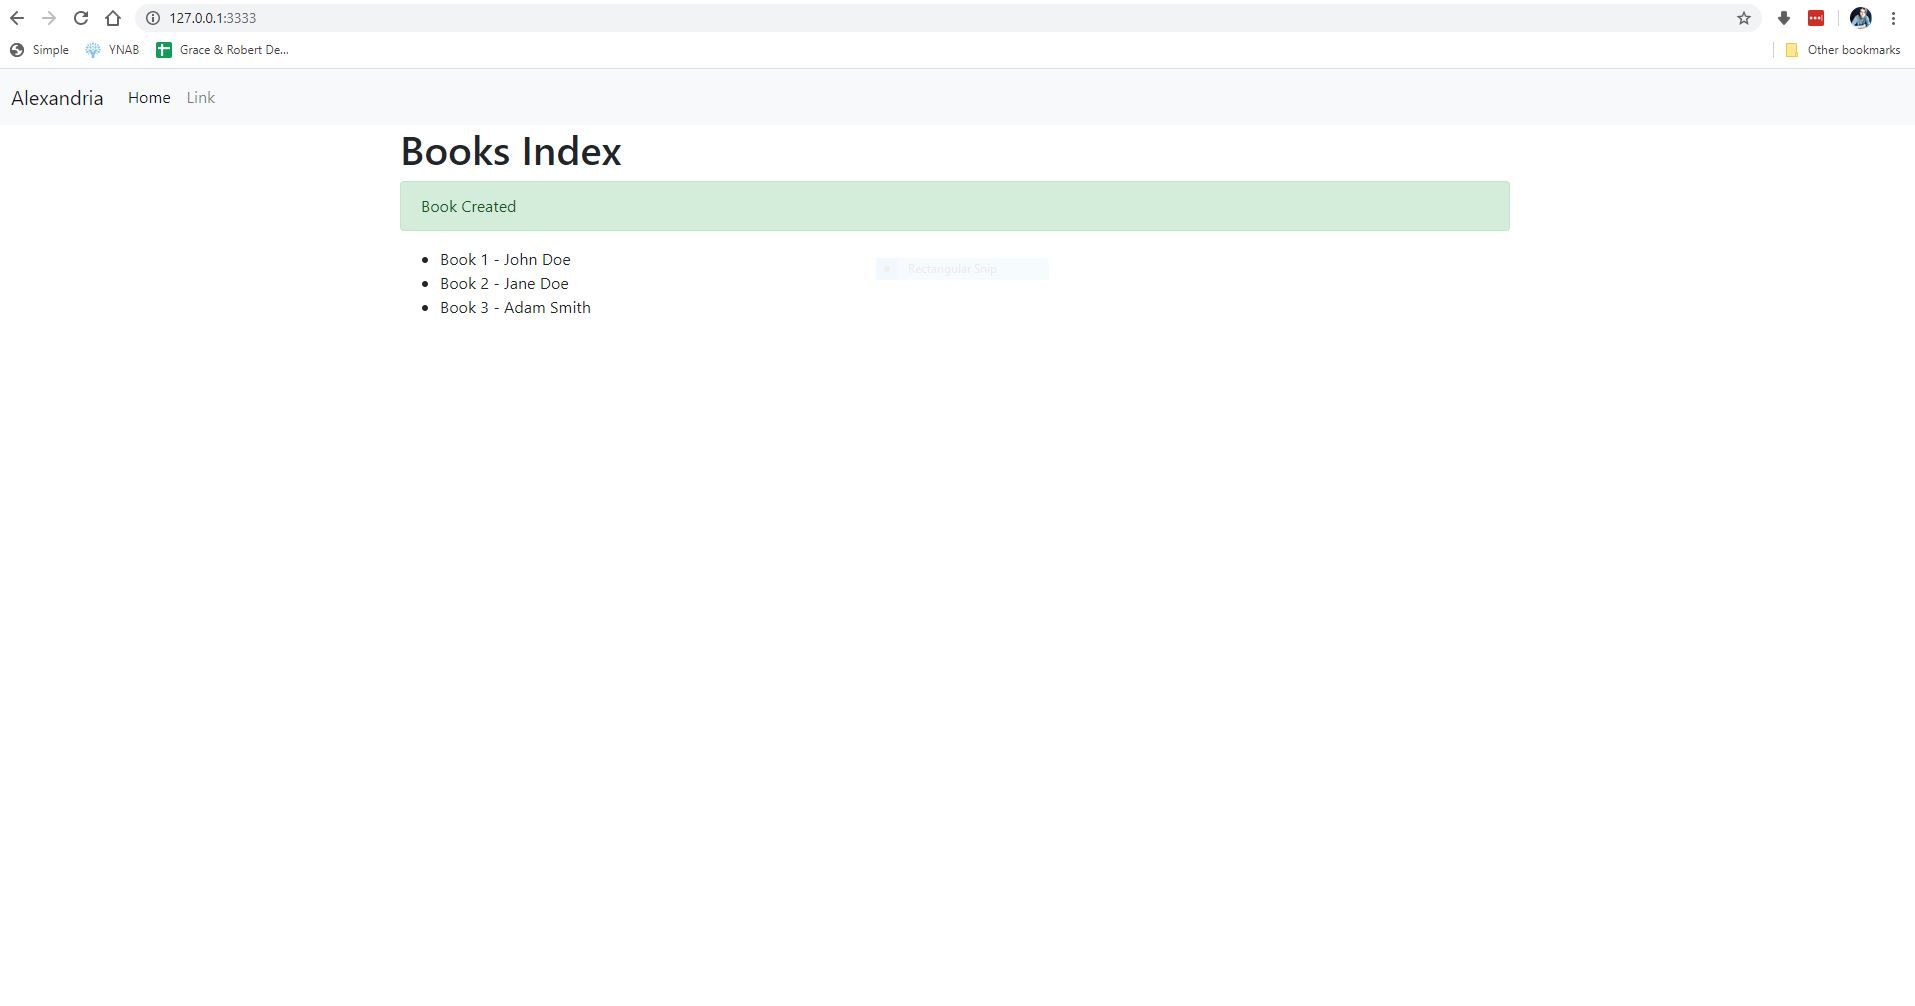 127.0.0.1:3333
Simple YNAB Grace & Robert De... Other bookmarks
Alexandria Home Link
Books Index
Book Created
Book 1 - John Doe
Rectangular Snip
Book 2 - Jane Doe
Book 3 - Adam Smith